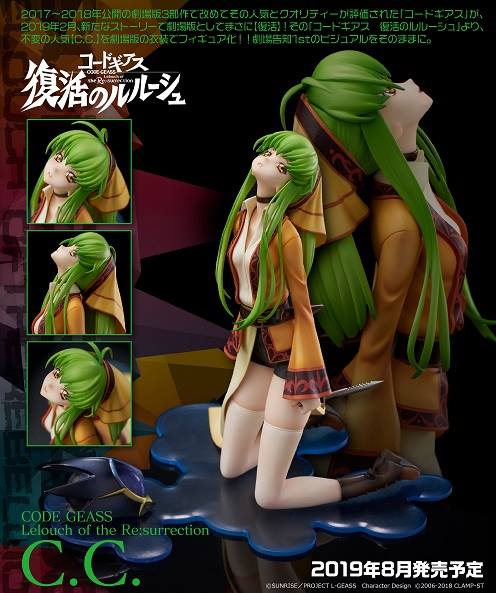 2017～2018年公開の劇場版3部作で改めてその人気とクオリティーが評価された「コードギアス」が、
2019年2月、新たなストーリーで劇場版としてまさに【復活】！その「コードギアス　復活のルルーシュ」より、
不変の人気【C.C.】を劇場版の衣装でフィギュア化！！劇場告知1stのビジュアルをそのままに。
コードギアス
CODE GEASS
Lelouch of the Re;surrection
復活のルルーシュ
CODE GEASS
Lelouch of the Re;surrection
C.C.
2019年8月発売予定
©SUNRISE／PROJECT L-GEASS　Character Design　©2006-2018 CLAMP・ST